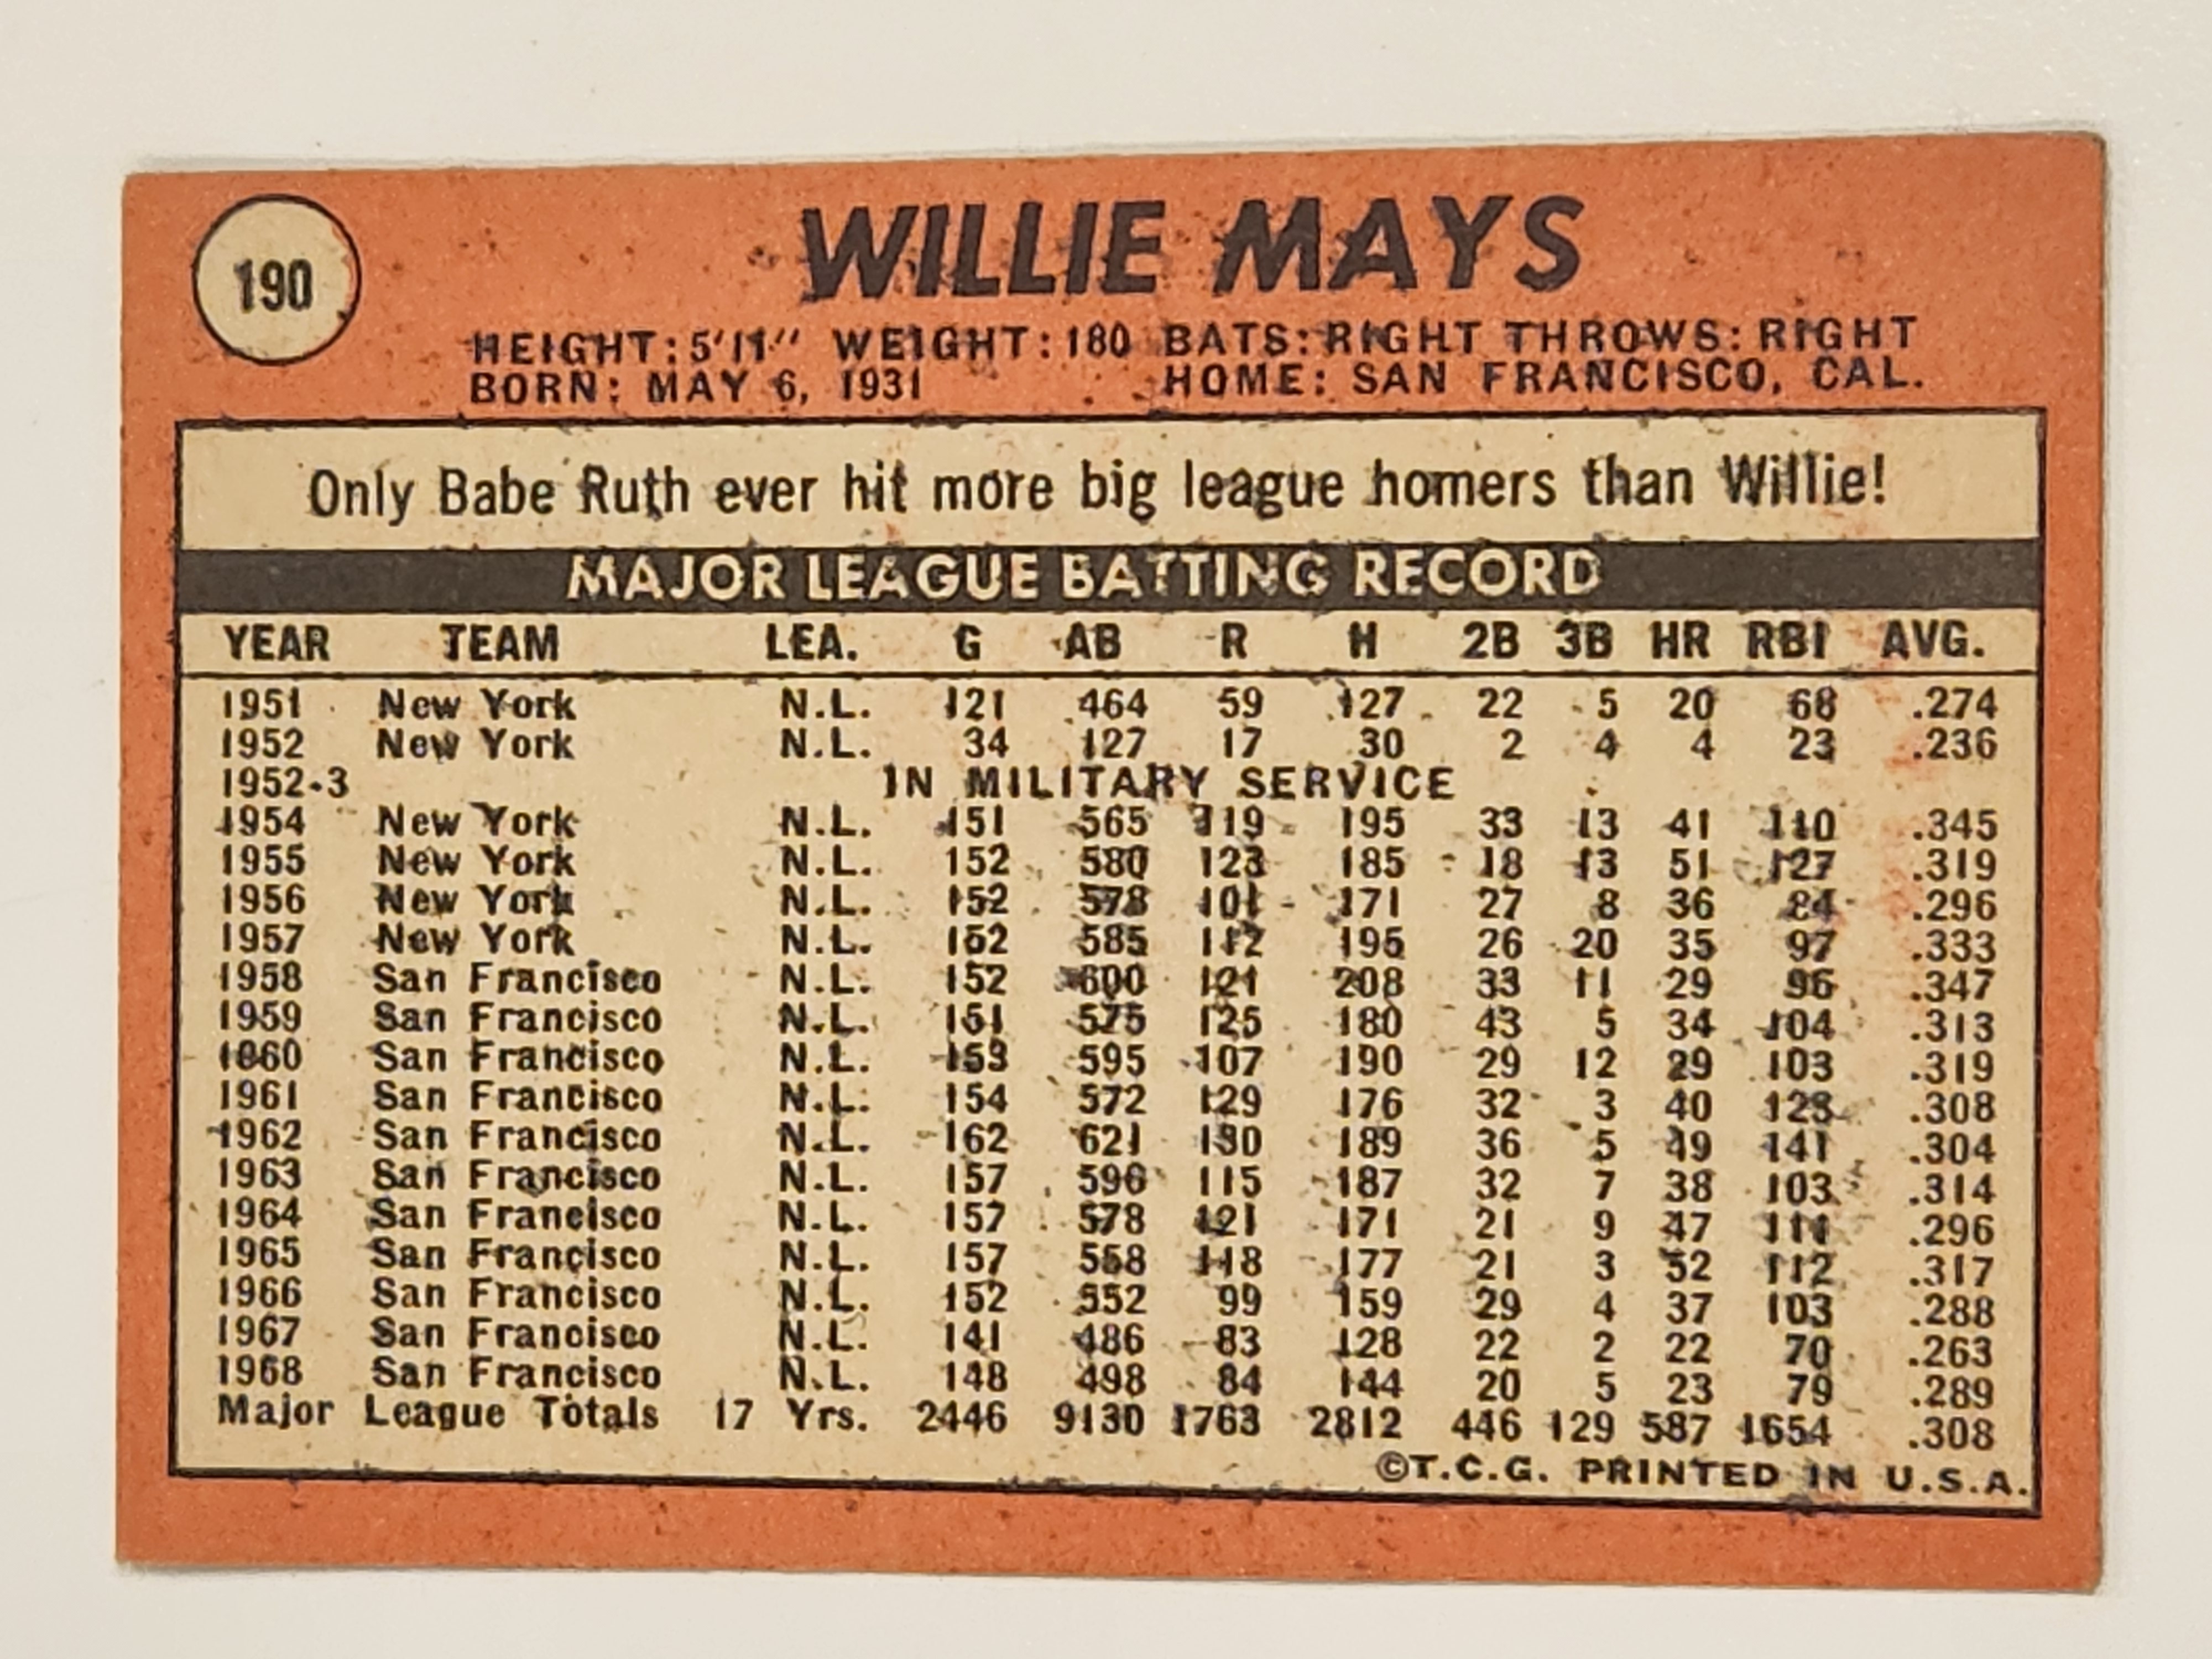 190
WILLIE MAYS
HEIGHT: 5'11" WEIGHT: 180 BATS: RIGHT THROWS: RIGHT
BORN: MAY 6, 1931 HOME: SAN FRANCISCO, CAL.
Only Babe Ruth ever hit more big league homers than Willie!
MAJOR LEAGUE BATTING RECORD
YEAR TEAM LEA. G AB R H 2B 3B HR RBI AVG.
1951 New York N.L. 121 464 59 127 22 5 20 68 .274
1952 New York N.L. 34 127 17 30 2 4 4 23 .236
1952-3 IN MILITARY SERVICE
1954 New York N.L. 151 565 119 195 33 13 41 110 .345
1955 New York N.L. 152 580 123 185 18 13 51 127 .319
1956 New York N.L. 152 578 101 171 27 8 36 84 .296
1957 New York N.L. 152 585 112 195 26 20 35 97 .333
1958 San Francisco N.L. 152 600 121 208 33 11 29 96 .347
1959 San Francisco N.L. 151 575 125 180 43 5 34 104 .313
1960 San Francisco N.L. 153 595 107 190 29 12 29 103 .319
1961 San Francisco N.L. 154 572 129 176 32 3 40 123 .308
1962 San Francisco N.L. 162 621 130 189 36 5 49 141 .304
1963 San Francisco N.L. 157 596 115 187 32 7 38 103 .314
1964 San Francisco N.L. 157 578 121 171 21 9 47 111 .296
1965 San Francisco N.L. 157 558 118 177 21 3 52 112 .317
1966 San Francisco N.L. 152 552 99 159 29 4 37 103 .288
1967 San Francisco N.L. 141 486 83 128 22 2 22 70 .263
1968 San Francisco N.L. 148 498 84 144 20 5 23 79 .289
Major League Totals 17 Yrs. 2446 9130 1763 2812 446 129 587 1654 .308
©T.C.G. PRINTED IN U.S.A.